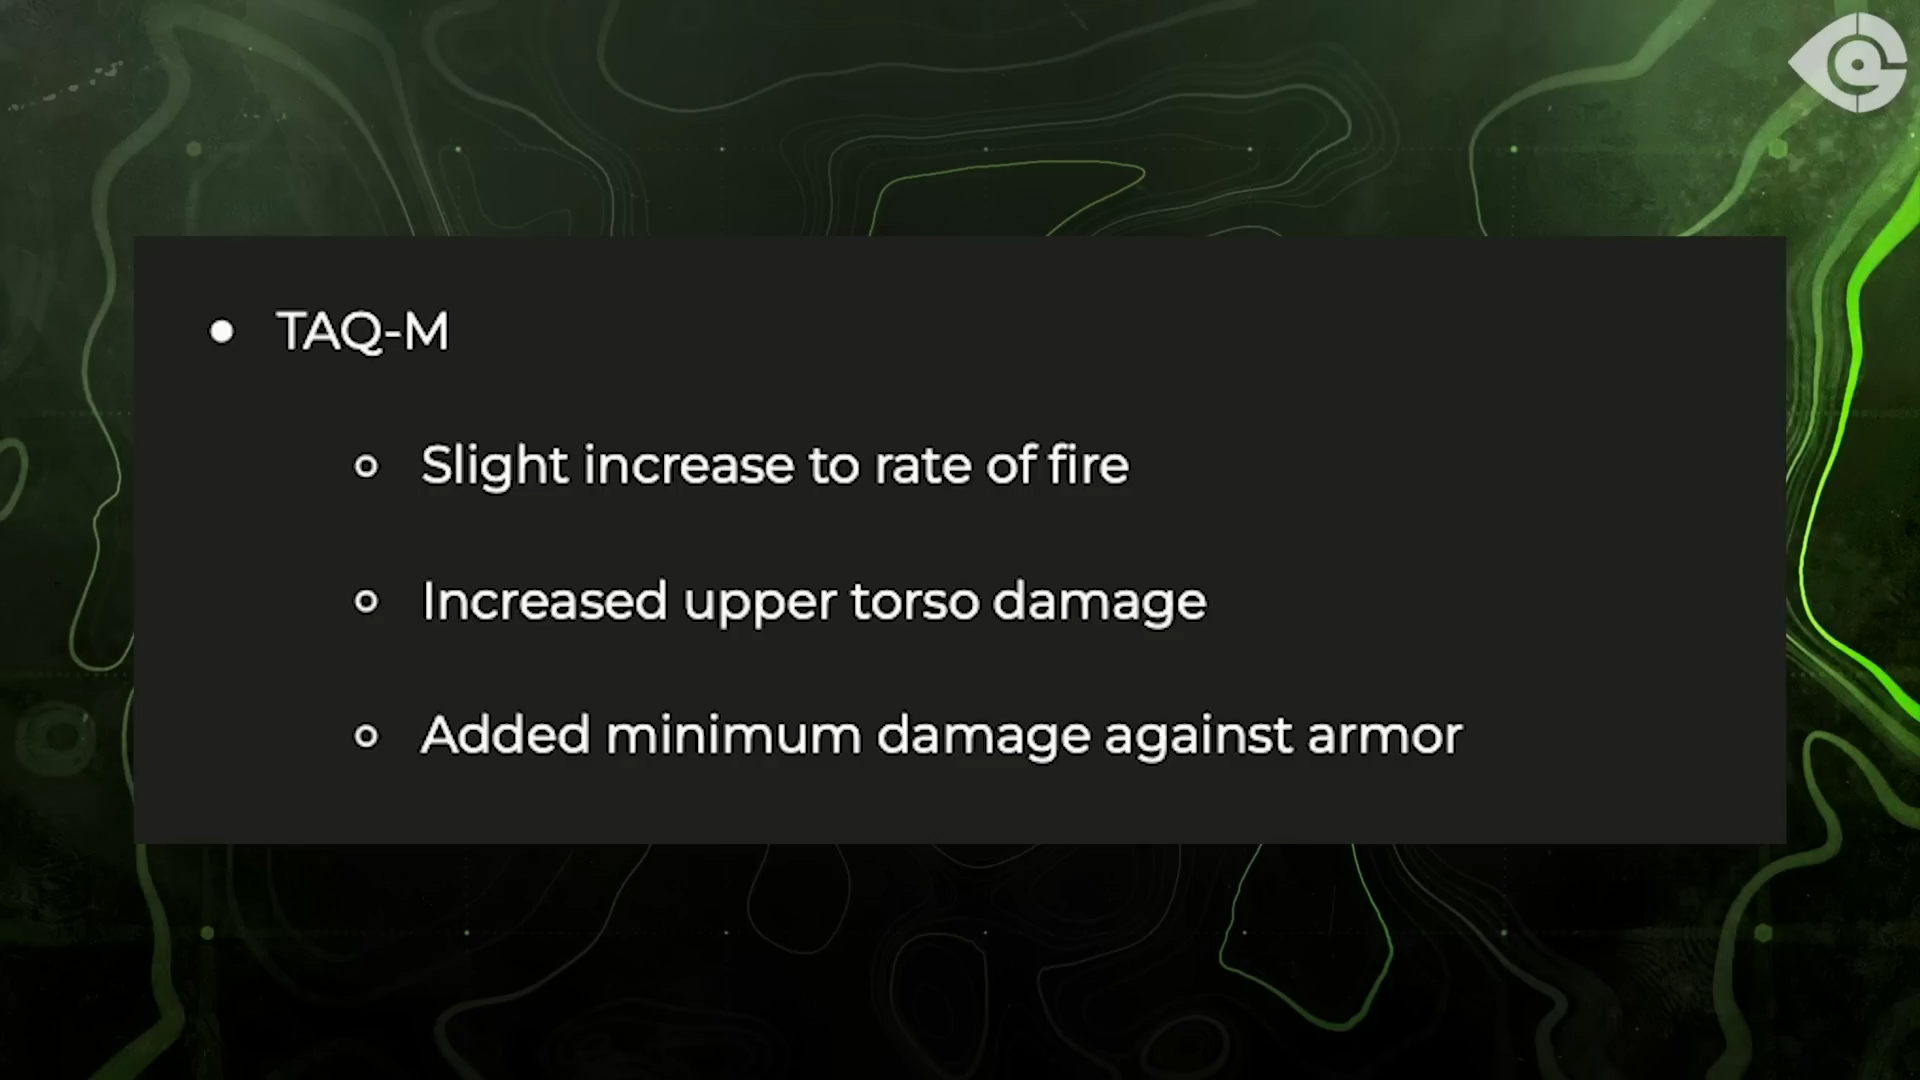 TAQ-M
Slight increase to rate of fire
Increased upper torso damage
Added minimum damage against armor